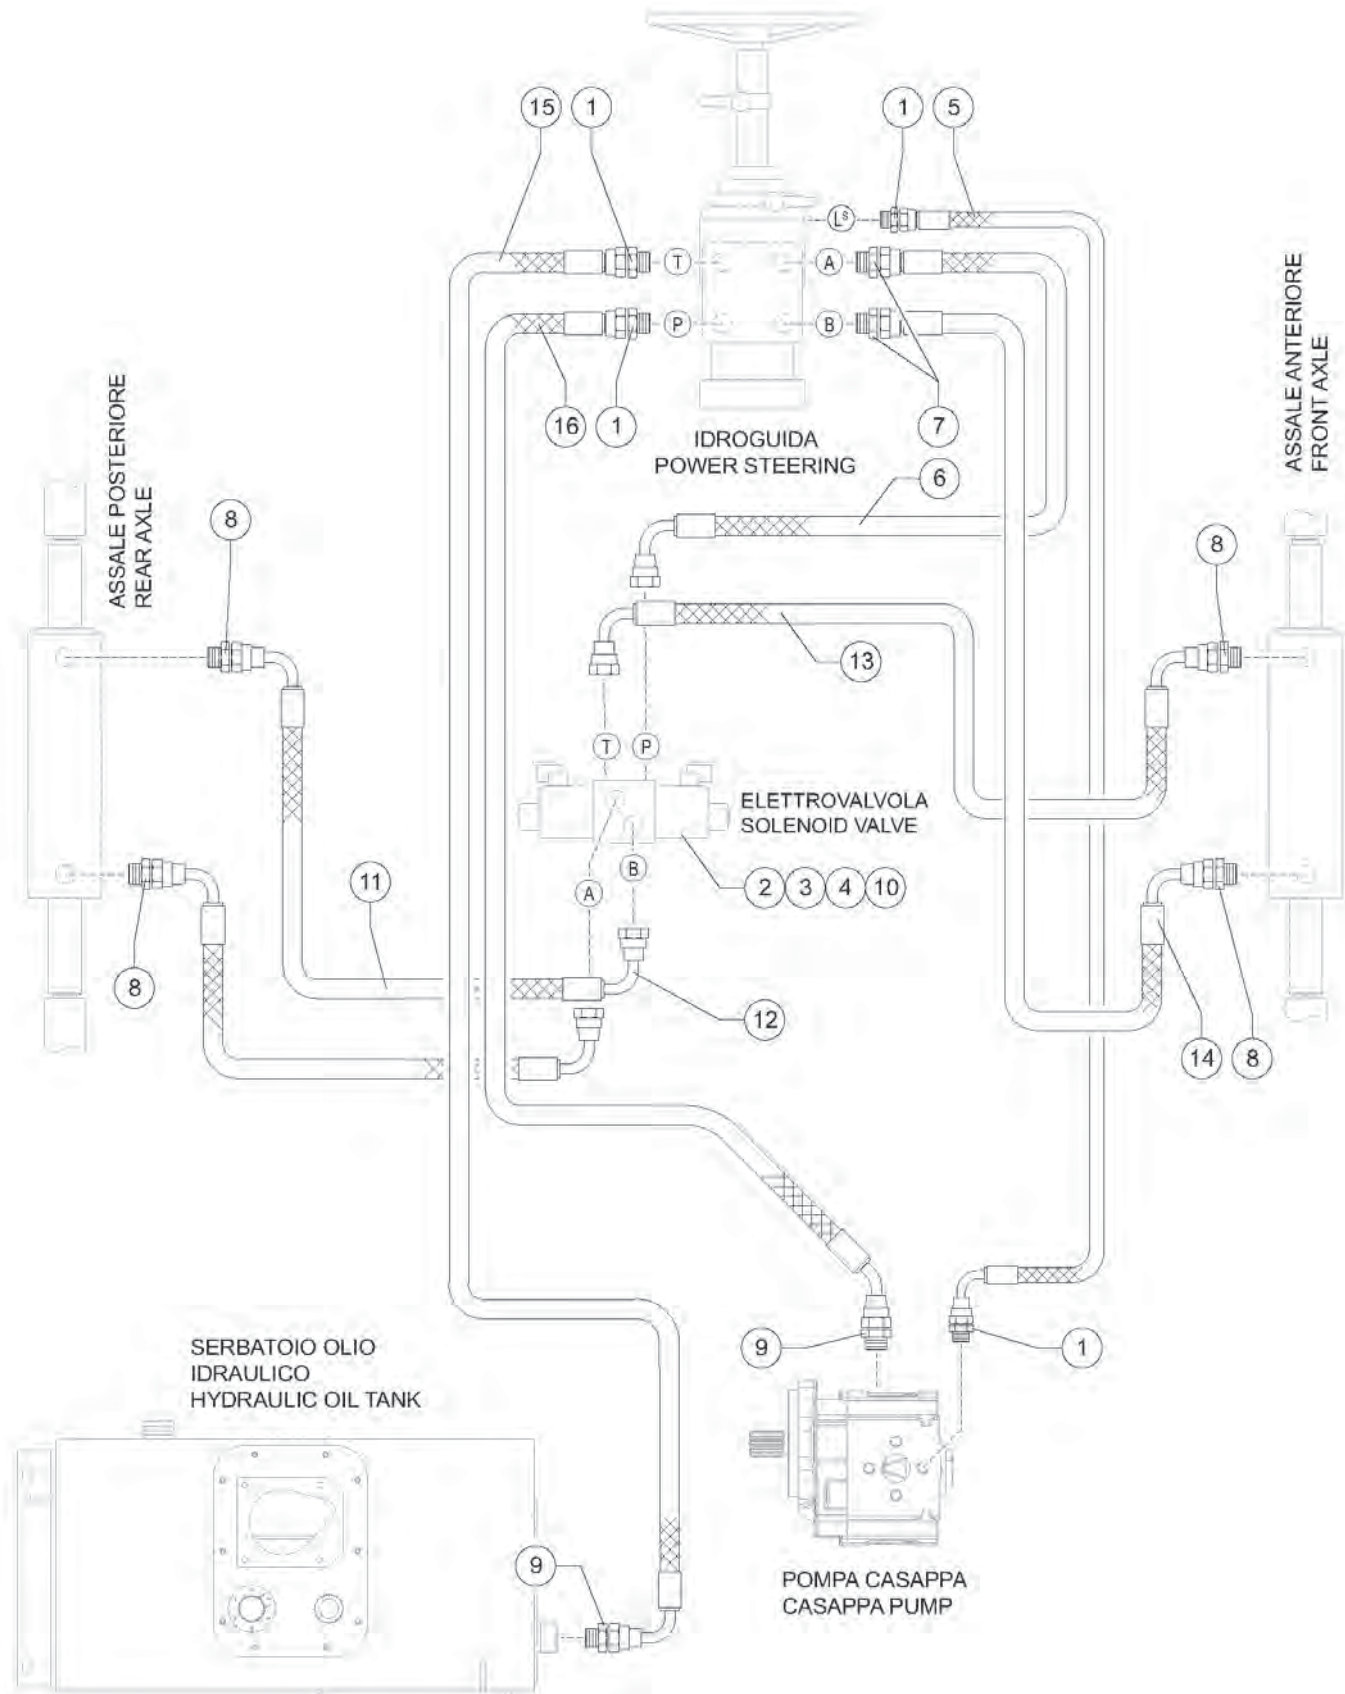 15
1
1
5
L$
T
A
P
B
16
1
7
IDROGUIDA
POWER STEERING
ASSALE ANTERIORE
FRONT AXLE
ASSALE POSTERIORE
REAR AXLE
6
8
8
13
T
P
ELETTROVALVOLA
SOLENOID VALVE
B
A
2
3
4
10
11
8
12
14
8
SERBATOIO OLIO
IDRAULICO
HYDRAULIC OIL TANK
9
1
9
POMPA CASAPPA
CASAPPA PUMP